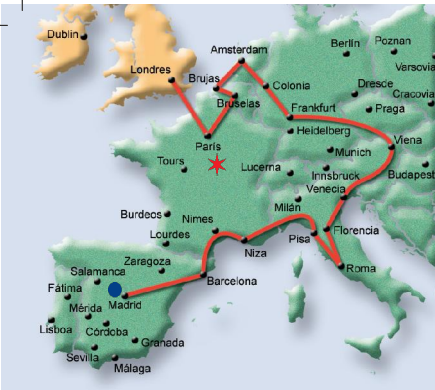 Dublin
Londres
Amsterdam
Berlín
Poznan
Varsovia
Brujas
Colonia
Dresde
Cracovia
Bruselas
Frankfurt
Praga
París
Heidelberg
Viena
Tours
Munich
Lucerna
Innsbruck
Budapest
Venecia
Milán
Burdeos
Nimes
Lourdes
Niza
Pisa
Florencia
Zaragoza
Roma
Salamanca
Barcelona
Fátima
Madrid
Mérida
Lisboa
Córdoba
Granada
Sevilla
Málaga